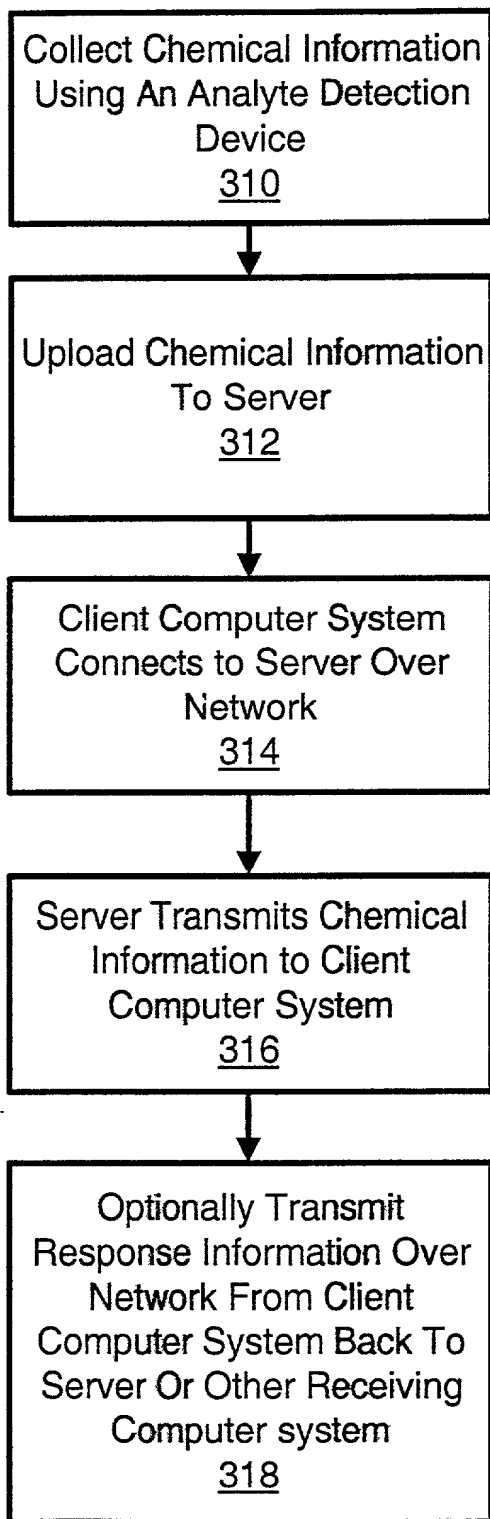 Collect Chemical Information
Using An Analyte Detection
Device
310
Upload Chemical Information
To Server
312
Client Computer System
Connects to Server Over
Network
314
Server Transmits Chemical
Information to Client
Computer System
316
Optionally Transmit
Response Information Over
Network From Client
Computer System Back To
Server Or Other Receiving
Computer system
318